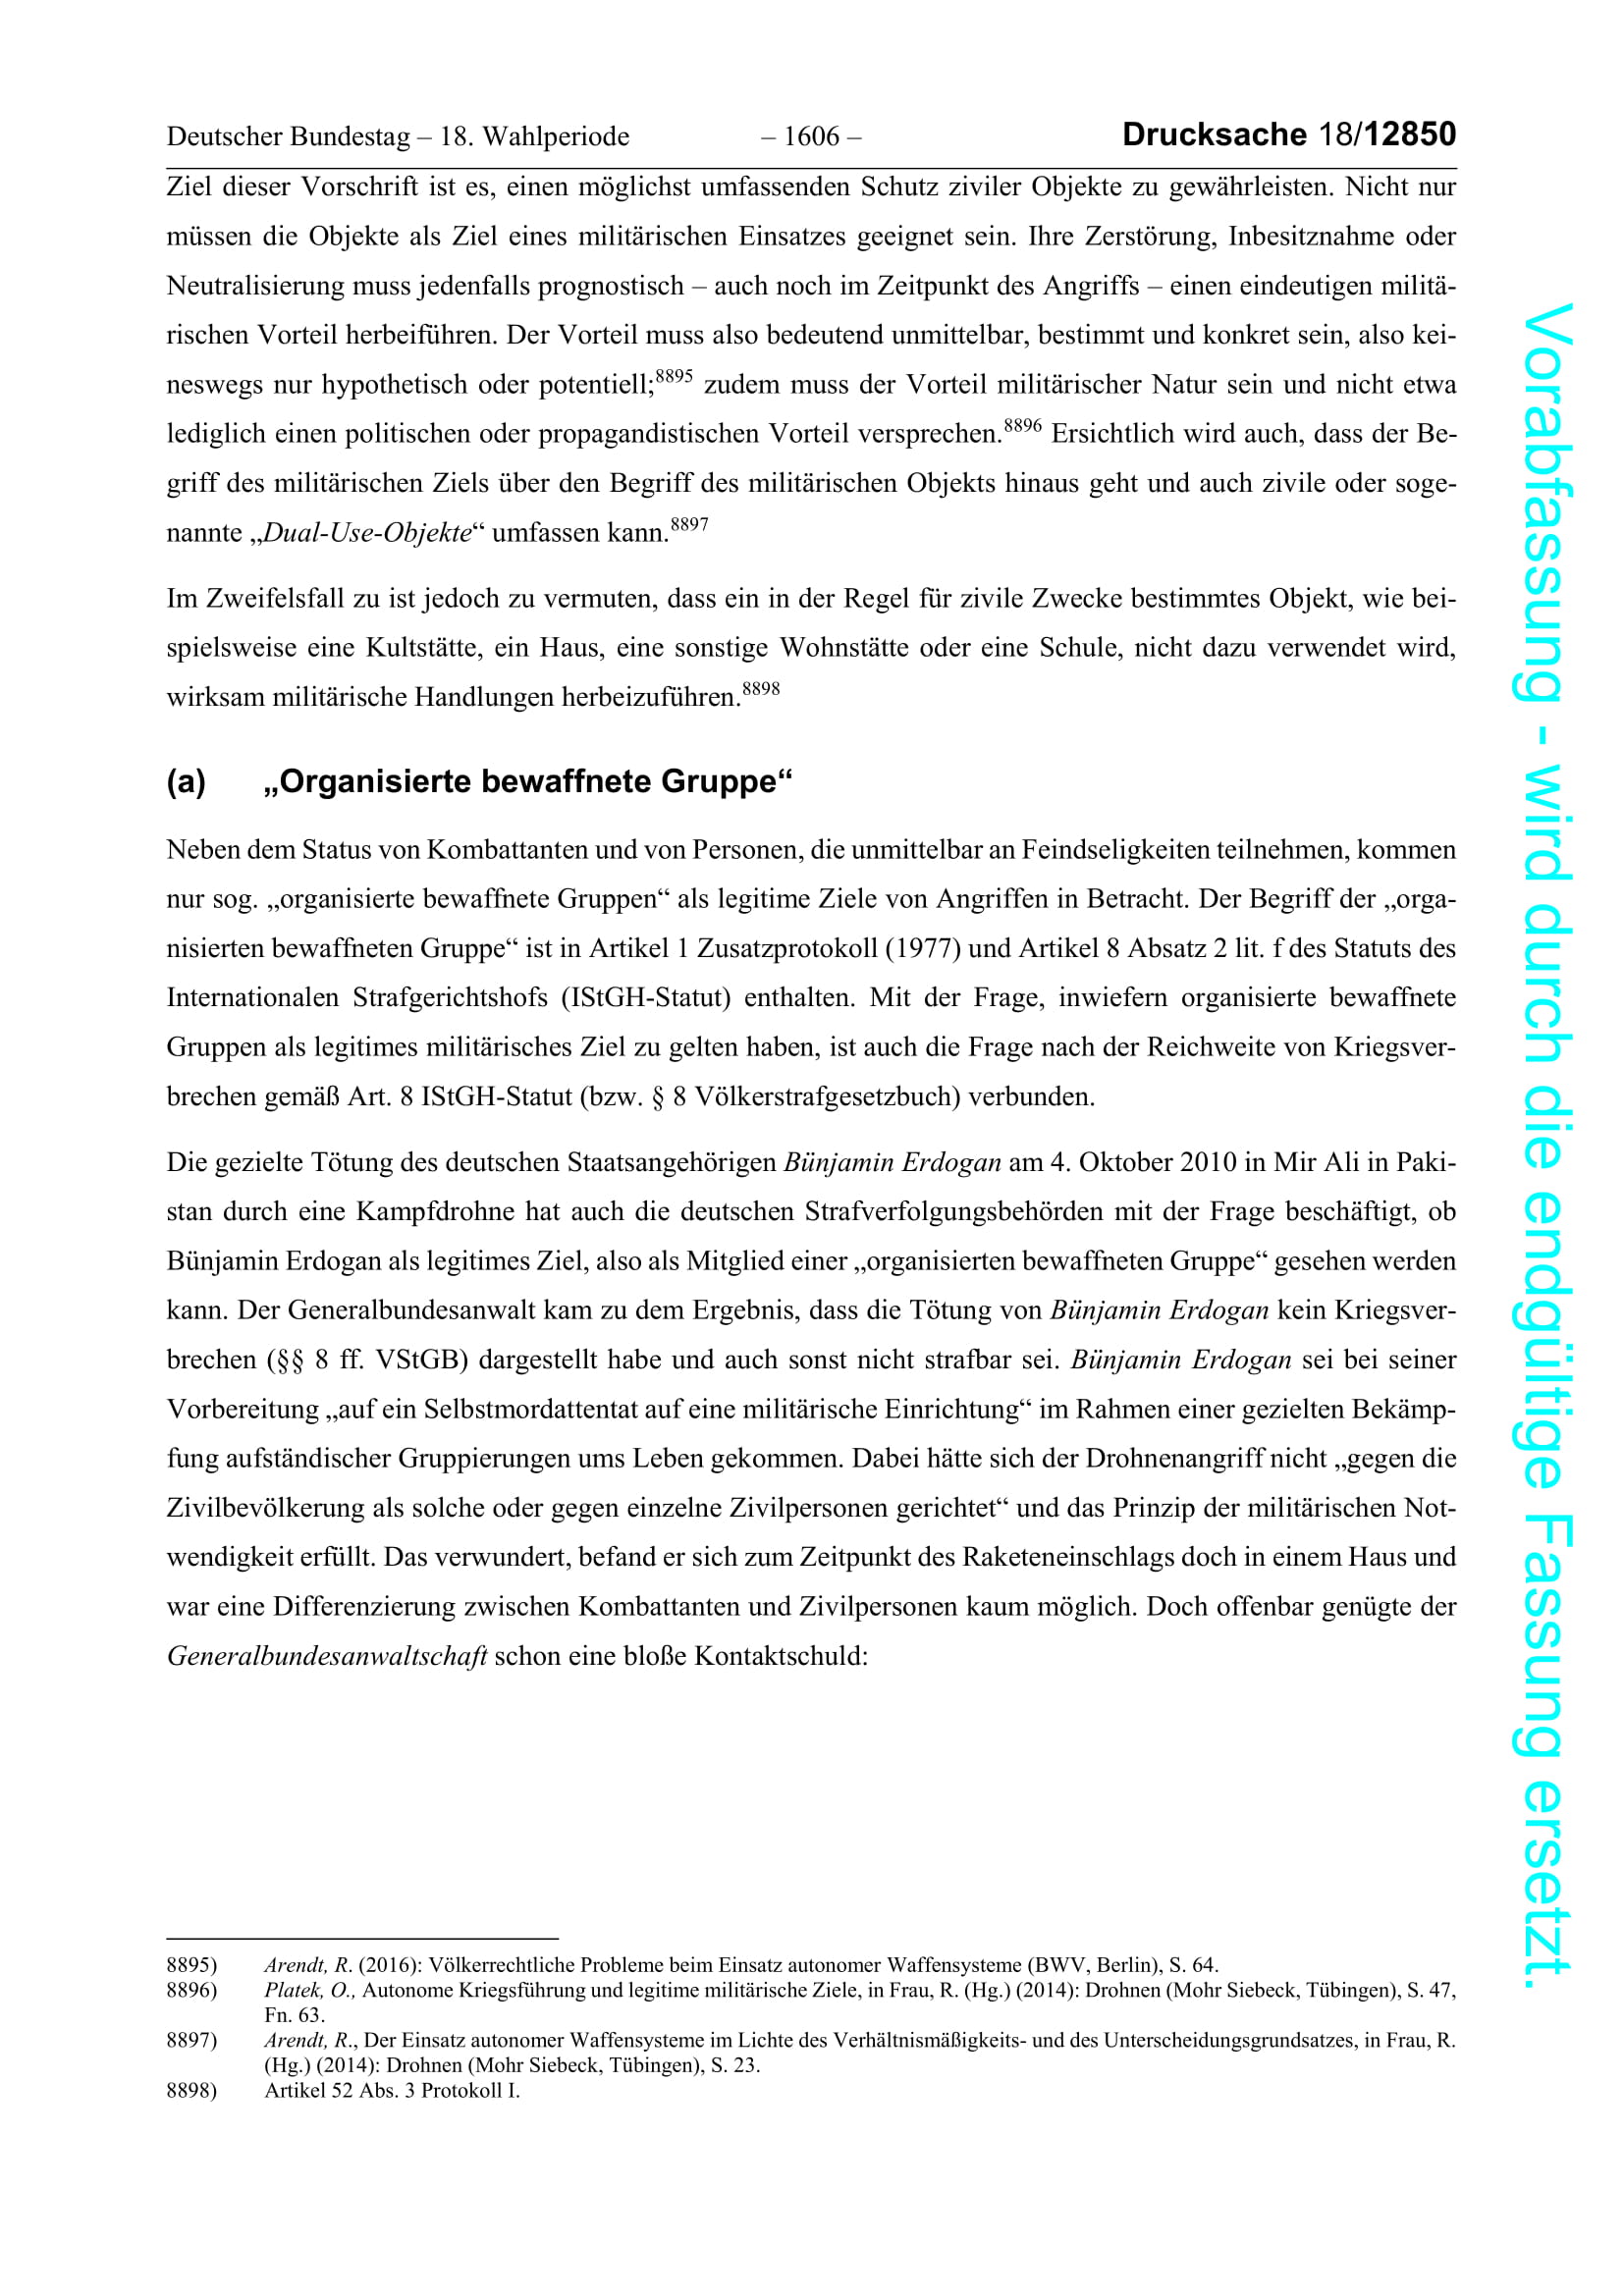 Deutscher Bundestag – 18. Wahlperiode – 1606 – Drucksache 18/12850
Ziel dieser Vorschrift ist es, einen möglichst umfassenden Schutz ziviler Objekte zu gewährleisten. Nicht nur
müssen die Objekte als Ziel eines militärischen Einsatzes geeignet sein. Ihre Zerstörung, Inbesitznahme oder
Neutralisierung muss jedenfalls prognostisch – auch noch im Zeitpunkt des Angriffs – einen eindeutigen militä-
rischen Vorteil herbeiführen. Der Vorteil muss also bedeutend unmittelbar, bestimmt und konkret sein, also kei-
neswegs nur hypothetisch oder potentiell;8895 zudem muss der Vorteil militärischer Natur sein und nicht etwa
lediglich einen politischen oder propagandistischen Vorteil versprechen.8896 Ersichtlich wird auch, dass der Be-
griff des militärischen Ziels über den Begriff des militärischen Objekts hinaus geht und auch zivile oder soge-
nannte „Dual-Use-Objekte“ umfassen kann.8897
Im Zweifelsfall zu ist jedoch zu vermuten, dass ein in der Regel für zivile Zwecke bestimmtes Objekt, wie bei-
spielsweise eine Kultstätte, ein Haus, eine sonstige Wohnstätte oder eine Schule, nicht dazu verwendet wird,
wirksam militärische Handlungen herbeizuführen.8898
(a) „Organisierte bewaffnete Gruppe“
Neben dem Status von Kombattanten und von Personen, die unmittelbar an Feindseligkeiten teilnehmen, kommen
nur sog. „organisierte bewaffnete Gruppen“ als legitime Ziele von Angriffen in Betracht. Der Begriff der „orga-
nisierten bewaffneten Gruppe“ ist in Artikel 1 Zusatzprotokoll (1977) und Artikel 8 Absatz 2 lit. f des Statuts des
Internationalen Strafgerichtshofs (IStGH-Statut) enthalten. Mit der Frage, inwiefern organisierte bewaffnete
Gruppen als legitimes militärisches Ziel zu gelten haben, ist auch die Frage nach der Reichweite von Kriegsver-
brechen gemäß Art. 8 IStGH-Statut (bzw. § 8 Völkerstrafgesetzbuch) verbunden.
Die gezielte Tötung des deutschen Staatsangehörigen Bünjamin Erdogan am 4. Oktober 2010 in Mir Ali in Paki-
stan durch eine Kampfdrohne hat auch die deutschen Strafverfolgungsbehörden mit der Frage beschäftigt, ob
Bünjamin Erdogan als legitimes Ziel, also als Mitglied einer „organisierten bewaffneten Gruppe“ gesehen werden
kann. Der Generalbundesanwalt kam zu dem Ergebnis, dass die Tötung von Bünjamin Erdogan kein Kriegsver-
brechen (§§ 8 ff. VStGB) dargestellt habe und auch sonst nicht strafbar sei. Bünjamin Erdogan sei bei seiner
Vorbereitung „auf ein Selbstmordattentat auf eine militärische Einrichtung“ im Rahmen einer gezielten Bekämp-
fung aufständischer Gruppierungen ums Leben gekommen. Dabei hätte sich der Drohnenangriff nicht „gegen die
Zivilbevölkerung als solche oder gegen einzelne Zivilpersonen gerichtet“ und das Prinzip der militärischen Not-
wendigkeit erfüllt. Das verwundert, befand er sich zum Zeitpunkt des Raketeneinschlags doch in einem Haus und
war eine Differenzierung zwischen Kombattanten und Zivilpersonen kaum möglich. Doch offenbar genügte der
Generalbundesanwaltschaft schon eine bloße Kontaktschuld:
8895) Arendt, R. (2016): Völkerrechtliche Probleme beim Einsatz autonomer Waffensysteme (BWV, Berlin), S. 64.
8896) Platek, O., Autonome Kriegsführung und legitime militärische Ziele, in Frau, R. (Hg.) (2014): Drohnen (Mohr Siebeck, Tübingen), S. 47,
Fn. 63.
8897) Arendt, R., Der Einsatz autonomer Waffensysteme im Lichte des Verhältnismäßigkeits- und des Unterscheidungsgrundsatzes, in Frau, R.
(Hg.) (2014): Drohnen (Mohr Siebeck, Tübingen), S. 23.
8898) Artikel 52 Abs. 3 Protokoll I.
Vorabfassung - wird durch die endgültige Fassung ersetzt.